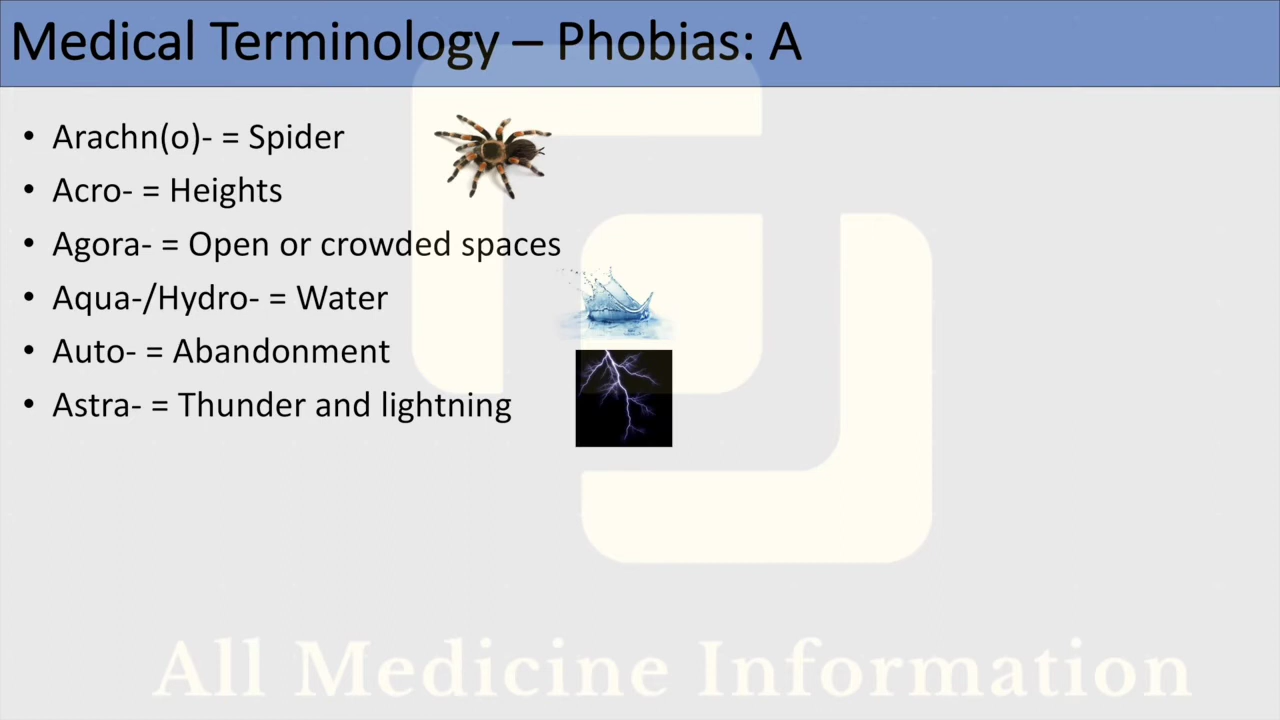 Medical Terminology – Phobias: A
• Arachn(o)- = Spider
• Acro- = Heights
• Agora- = Open or crowded spaces
• Aqua-/Hydro- = Water
• Auto- = Abandonment
• Astra- = Thunder and lightning
All Medicine Information